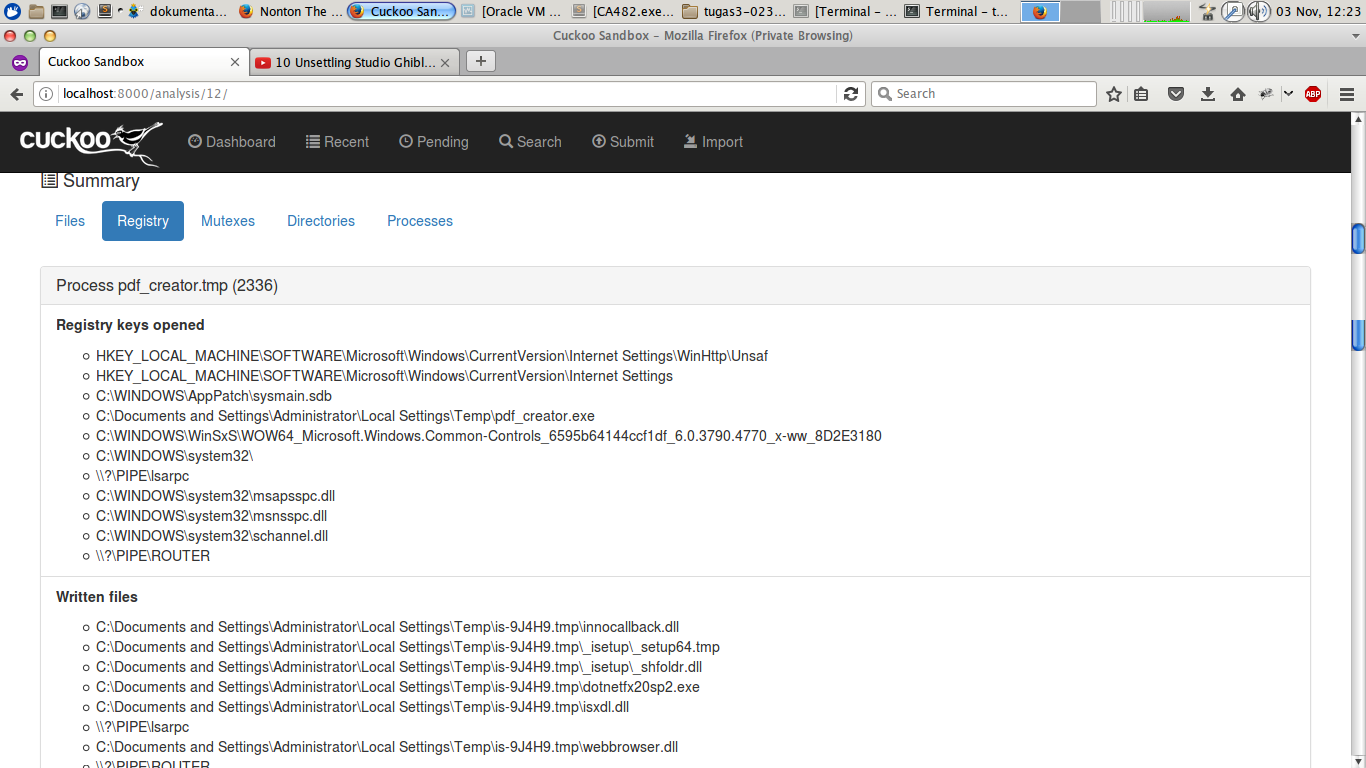 dokumenta...
Nonton The ...
Cuckoo San...
[Oracle VM ...
[CA482.exe...
tugas3-023...
[Terminal – ...
Terminal – t...
03 Nov, 12:23
Cuckoo Sandbox – Mozilla Firefox (Private Browsing)
Cuckoo Sandbox
10 Unsettling Studio Ghibl...
localhost:8000/analysis/12/
Search
ABP
cuckoo
Dashboard
Recent
Pending
Search
Submit
Import
Summary
Files
Registry
Mutexes
Directories
Processes
Process pdf_creator.tmp (2336)
Registry keys opened
HKEY_LOCAL_MACHINE\SOFTWARE\Microsoft\Windows\CurrentVersion\Internet Settings\WinHttp\Unsaf
HKEY_LOCAL_MACHINE\SOFTWARE\Microsoft\Windows\CurrentVersion\Internet Settings
C:\WINDOWS\AppPatch\sysmain.sdb
C:\Documents and Settings\Administrator\Local Settings\Temp\pdf_creator.exe
C:\WINDOWS\WinSxS\WOW64_Microsoft.Windows.Common-Controls_6595b64144ccf1df_6.0.3790.4770_x-ww_8D2E3180
C:\WINDOWS\system32\
\\?\PIPE\lsarpc
C:\WINDOWS\system32\msapsspc.dll
C:\WINDOWS\system32\msnsspc.dll
C:\WINDOWS\system32\schannel.dll
\\?\PIPE\ROUTER
Written files
C:\Documents and Settings\Administrator\Local Settings\Temp\is-9J4H9.tmp\innocallback.dll
C:\Documents and Settings\Administrator\Local Settings\Temp\is-9J4H9.tmp\_isetup\_setup64.tmp
C:\Documents and Settings\Administrator\Local Settings\Temp\is-9J4H9.tmp\_isetup\_shfoldr.dll
C:\Documents and Settings\Administrator\Local Settings\Temp\is-9J4H9.tmp\dotnetfx20sp2.exe
C:\Documents and Settings\Administrator\Local Settings\Temp\is-9J4H9.tmp\isxdl.dll
\\?\PIPE\lsarpc
C:\Documents and Settings\Administrator\Local Settings\Temp\is-9J4H9.tmp\webbrowser.dll
\\?\PIPE\ROUTER